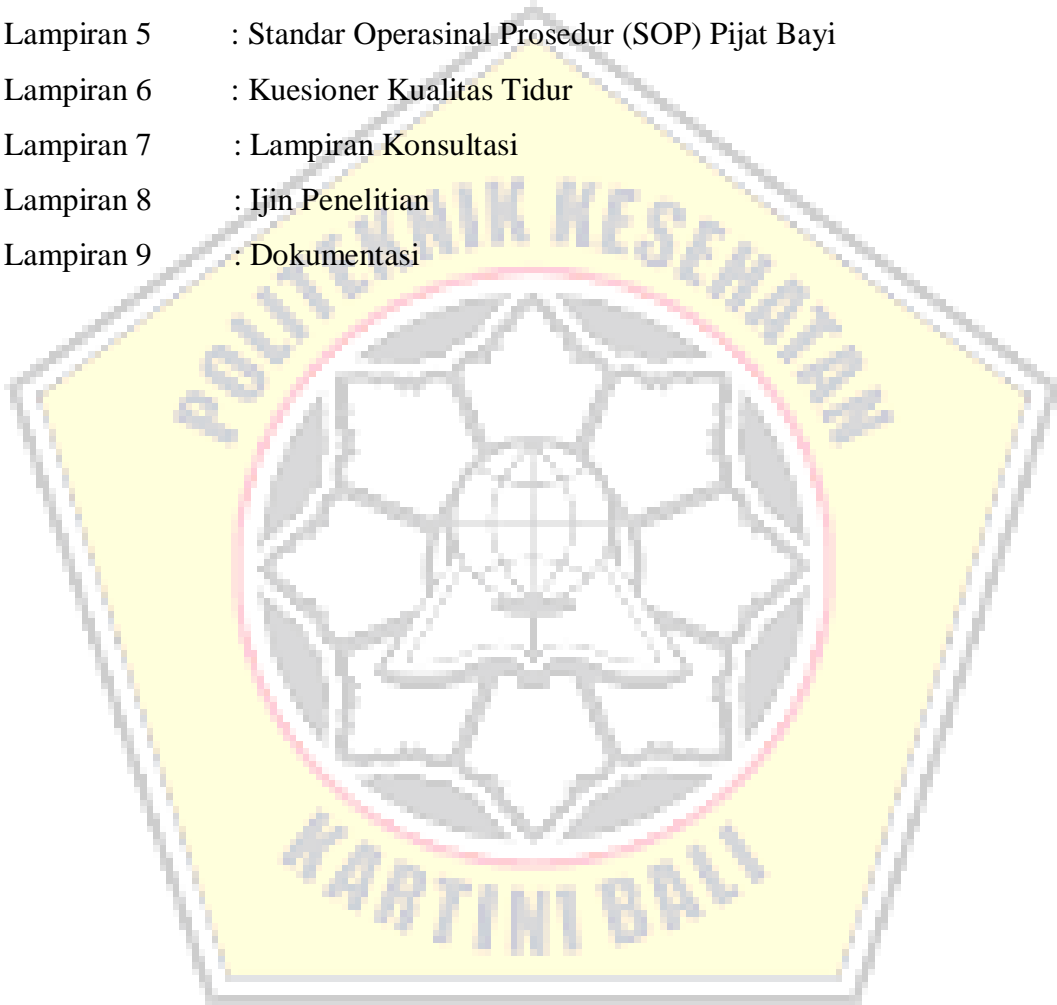 Lampiran 5 : Standar Operasinal Prosedur (SOP) Pijat Bayi
Lampiran 6 : Kuesioner Kualitas Tidur
Lampiran 7 : Lampiran Konsultasi
Lampiran 8 : Ijin Penelitian
Lampiran 9 : Dokumentasi
POLITEKNIK KESEHATAN
KARTINI BALI